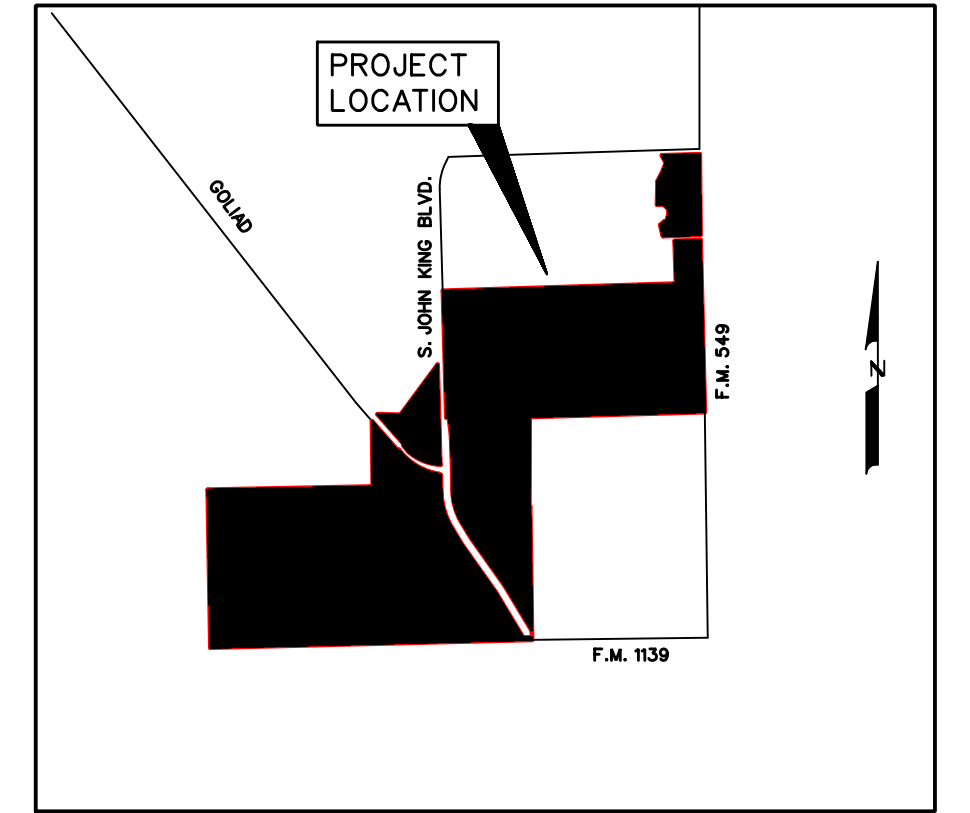 PROJECT
LOCATION
GOLIAD
S. JOHN KING BLVD.
F.M. 549
N
F.M. 1139